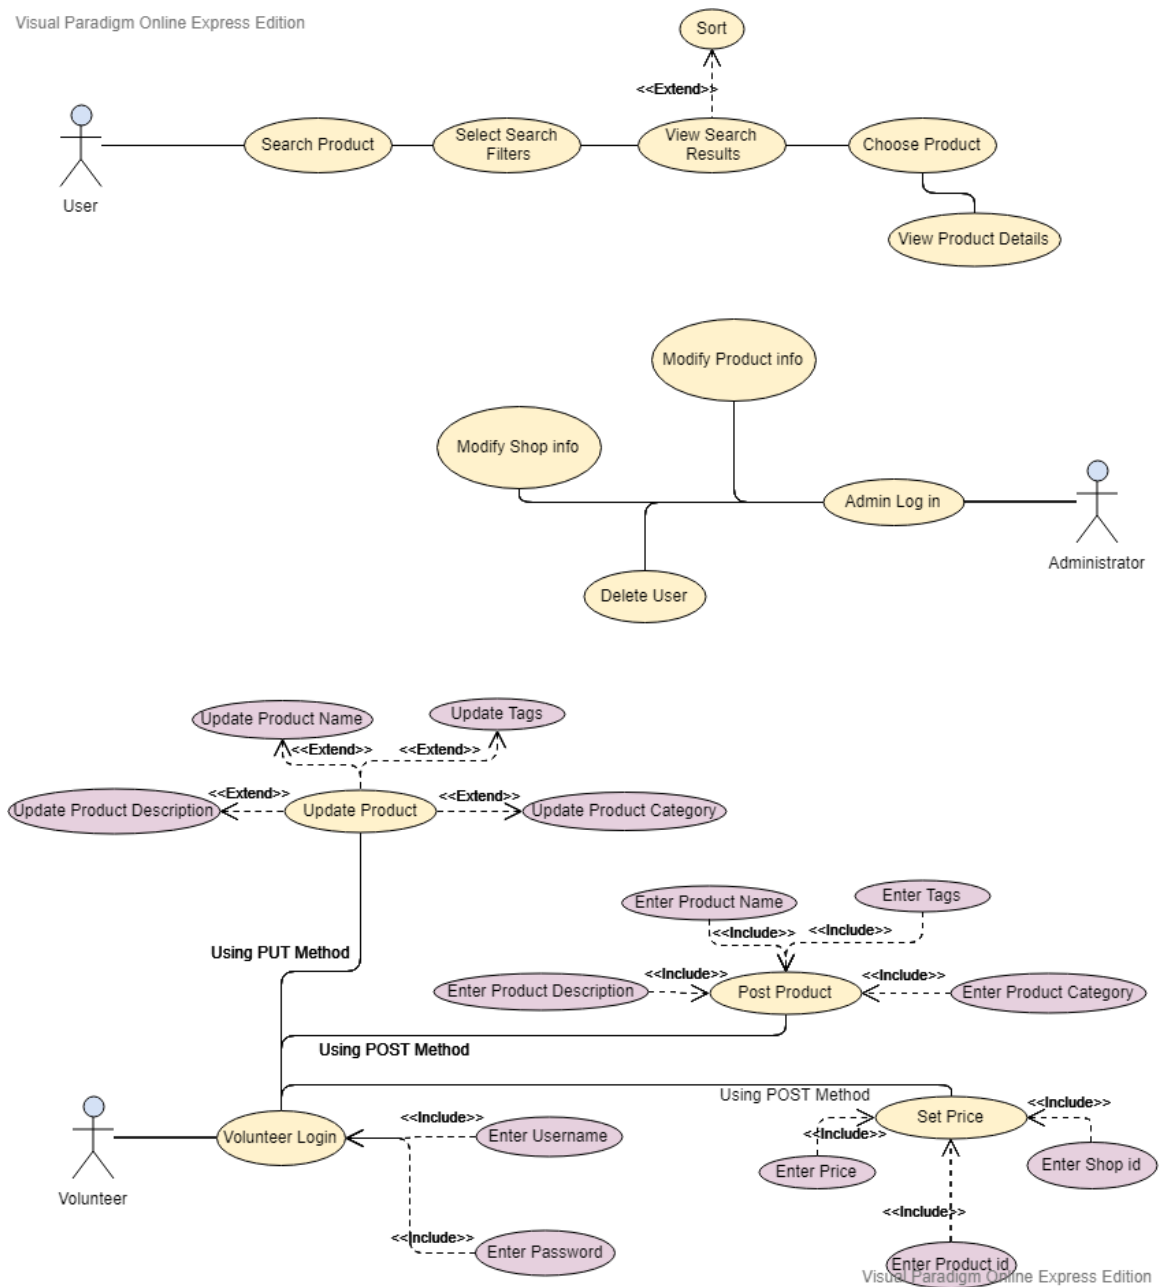 Visual Paradigm Online Express Edition
Sort
<<Extend>>
Search Product
Select Search
Filters
View Search
Results
Choose Product
User
View Product Details
Modify Product info
Modify Shop info
Admin Log in
Administrator
Delete User
Update Product Name
Update Tags
<<Extend>>
<<Extend>>
<<Extend>>
<<Extend>>
Update Product Description
Update Product
Update Product Category
Enter Product Name
Enter Tags
<<Include>>
<<Include>>
Using PUT Method
<<Include>>
<<Include>>
Enter Product Description
Post Product
Enter Product Category
Using POST Method
Using POST Method
<<Include>>
<<Include>>
Set Price
Volunteer Login
Enter Username
<<Include>>
Enter Price
Enter Shop id
Volunteer
<<Include>>
<<Include>>
Enter Password
Enter Product id
Visual Paradigm Online Express Edition